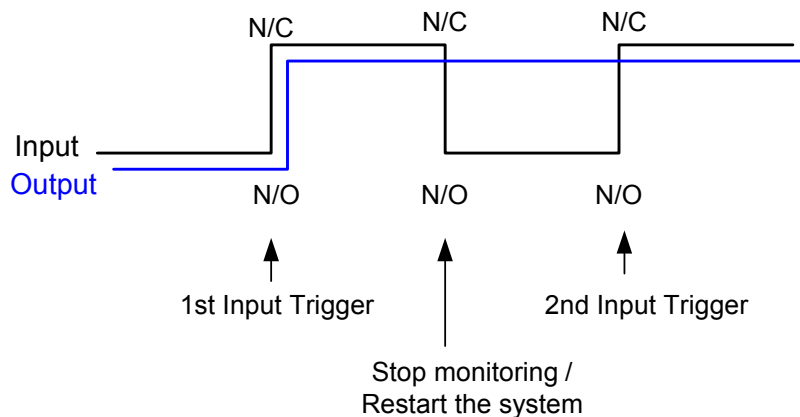 N/C
N/C
N/C
Input
Output
N/O
N/O
N/O
1st Input Trigger
2nd Input Trigger
Stop monitoring /
Restart the system